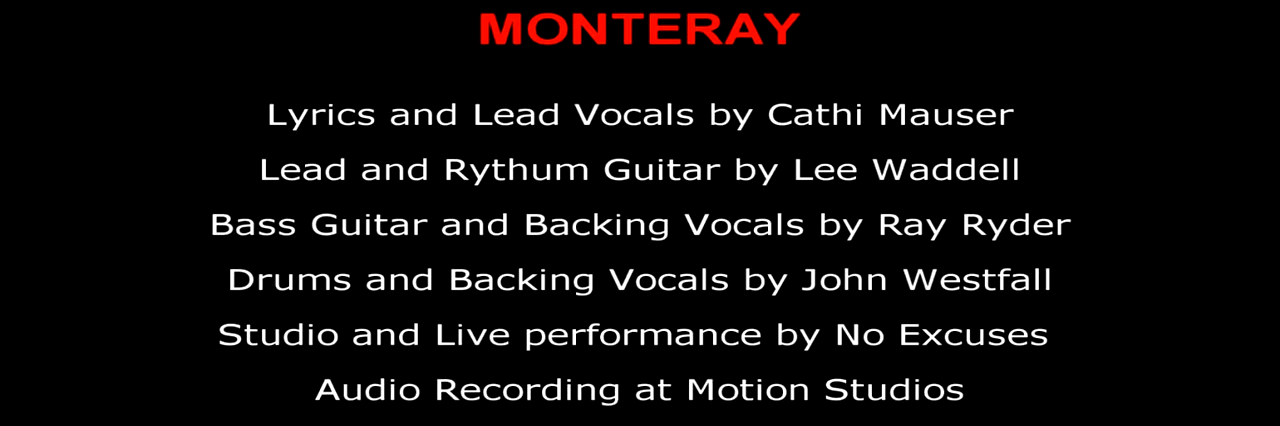 MONTERAY
Lyrics and Lead Vocals by Cathi Mauser
Lead and Rythum Guitar by Lee Waddell
Bass Guitar and Backing Vocals by Ray Ryder
Drums and Backing Vocals by John Westfall
Studio and Live performance by No Excuses
Audio Recording at Motion Studios